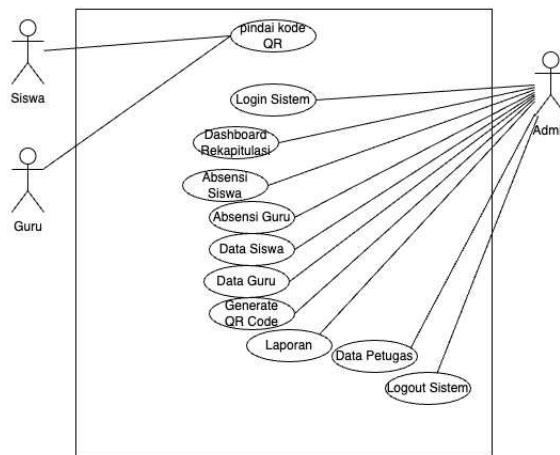 pindai kode
QR
Siswa
Login Sistem
Admi
Dashboard
Rekapitulasi
Absensi
Siswa
Guru
Absensi Guru
Data Siswa
Data Guru
Generate
QR Code
Laporan
Data Petugas
Logout Sistem